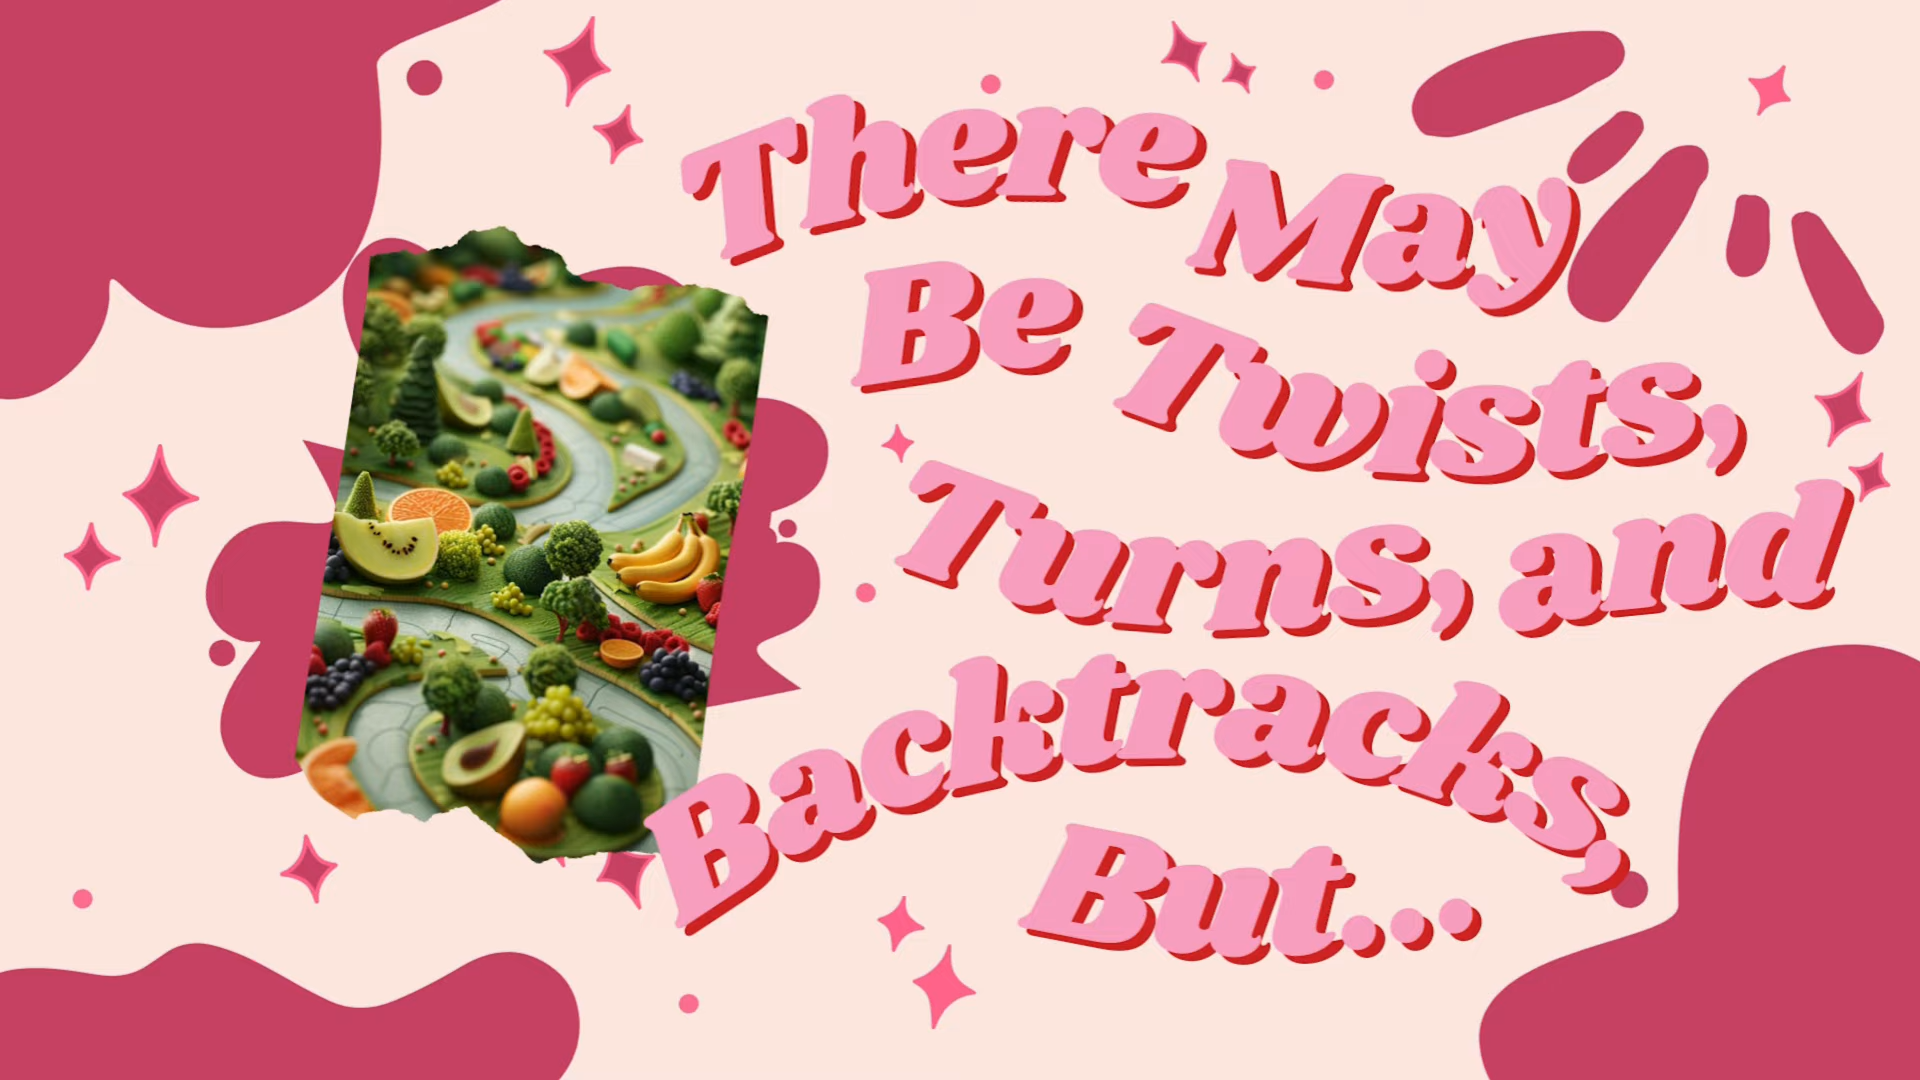 There May
Be Twists,
Turns, and
Backtracks,
But...